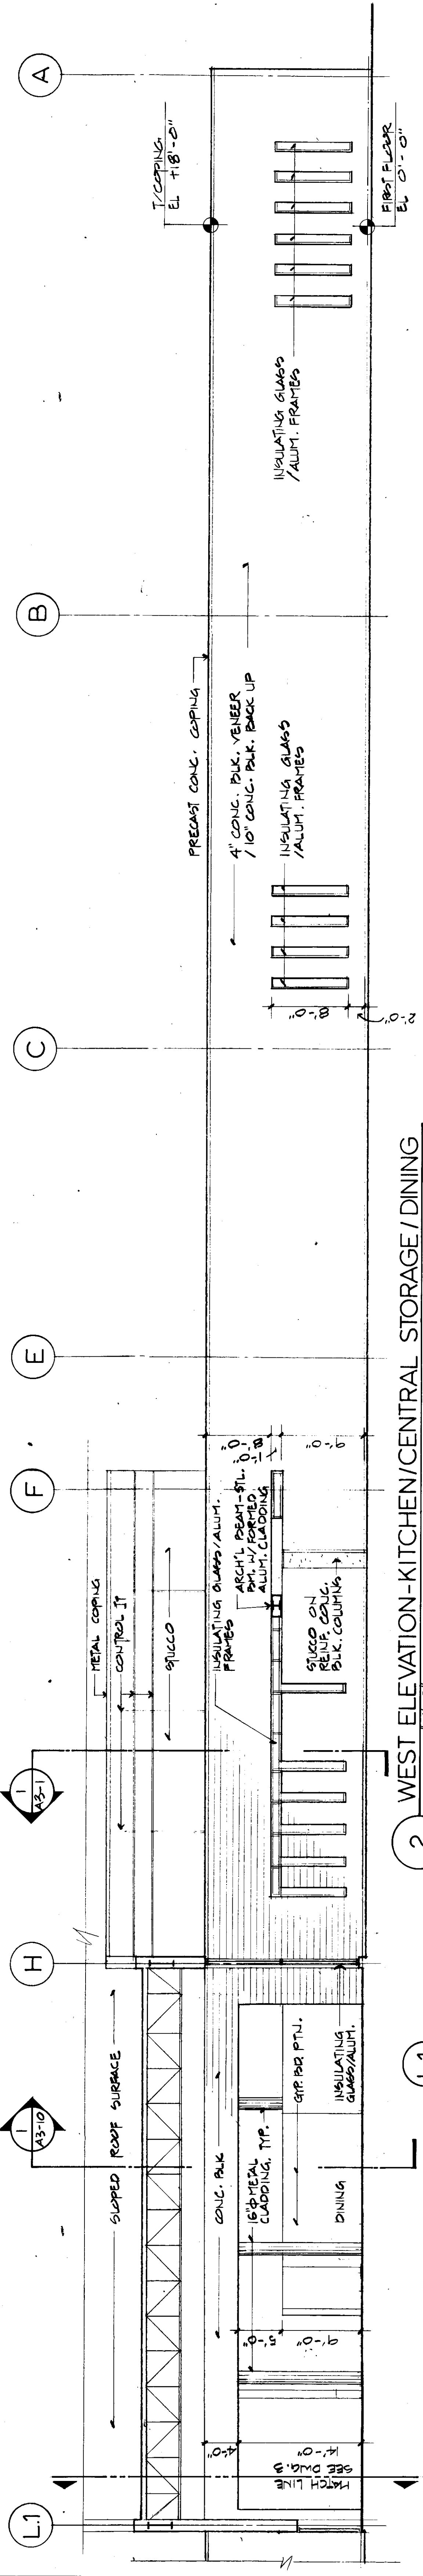 L.1
H
F
E
C
B
A
1
A3-10
1
A3-1
SLOPED ROOF SURFACE
METAL COPING
CONTROL JT
STUCCO
PRECAST CONC. COPING
T/COPING
EL +18'-0"
CONC. BLK
16"Φ METAL
CLADDING, TYP.
GYP. BD. PTN.
DINING
INSULATING
GLASS/ALUM.
MATCH LINE
SEE DWG. 3
4'-0"
14'-0"
5'-0"
9'-0"
INSULATING GLASS/ALUM.
FRAMES
ARCH'L BEAM-STL.
BM. W/FORMED
ALUM. CLADDING
STUCCO ON
REINF. CONC.
BLK. COLUMNS
8'-0"
1'-0"
9'-0"
4" CONC. BLK. VENEER
/10" CONC. BLK. BACK UP
INSULATING GLASS
/ALUM. FRAMES
8'-0"
2'-0"
INSULATING GLASS
/ALUM. FRAMES
FIRST FLOOR
EL 0'-0"
2
WEST ELEVATION-KITCHEN/CENTRAL STORAGE/DINING